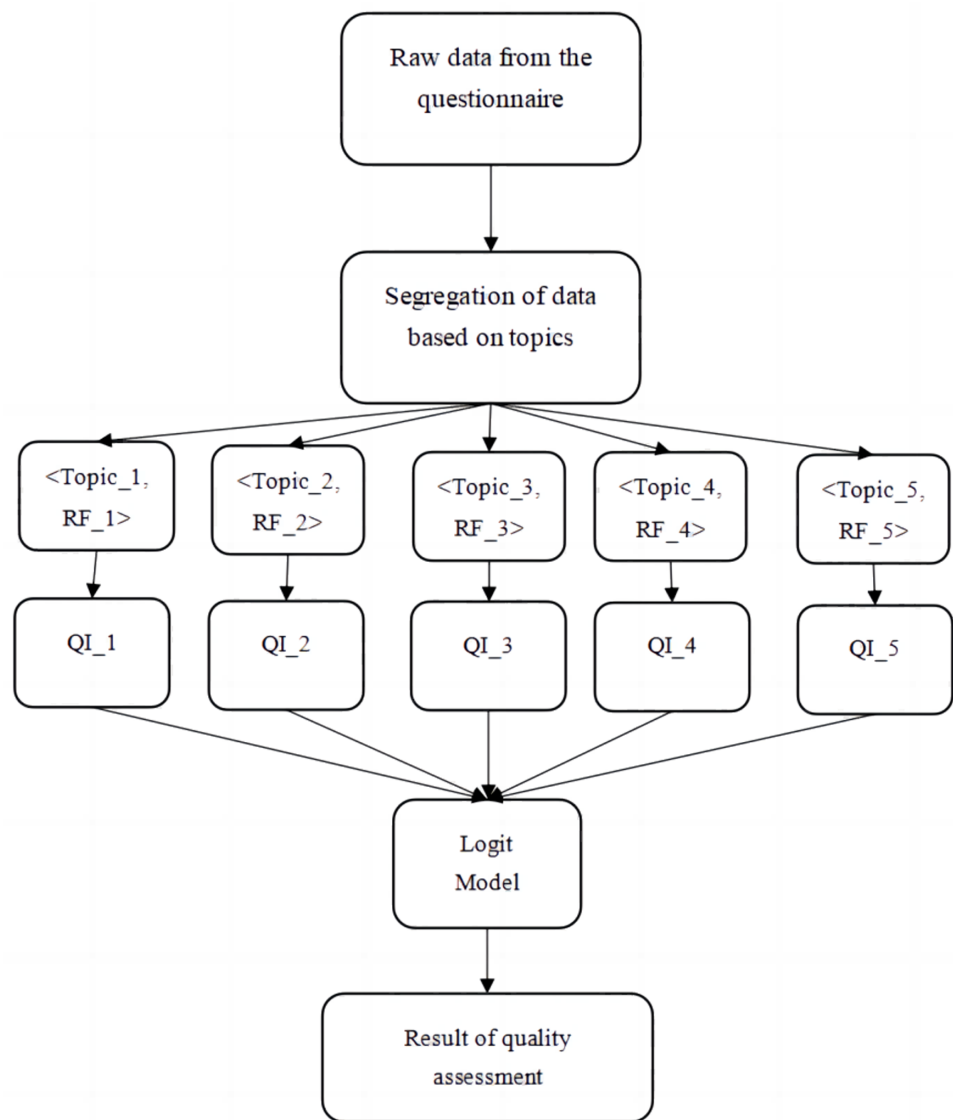 Raw data from the
questionnaire
Segregation of data
based on topics
<Topic_1,
RF_1>
<Topic_2,
RF_2>
<Topic_3,
RF_3>
<Topic_4,
RF_4>
<Topic_5,
RF_5>
QI_1
QI_2
QI_3
QI_4
QI_5
Logit
Model
Result of quality
assessment